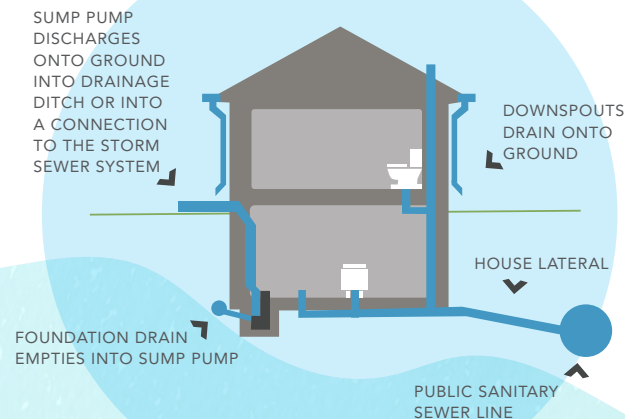 SUMP PUMP
DISCHARGES
ONTO GROUND
INTO DRAINAGE
DITCH OR INTO
A CONNECTION
TO THE STORM
SEWER SYSTEM
DOWNSPOUTS
DRAIN ONTO
GROUND
HOUSE LATERAL
FOUNDATION DRAIN
EMPTIES INTO SUMP PUMP
PUBLIC SANITARY
SEWER LINE